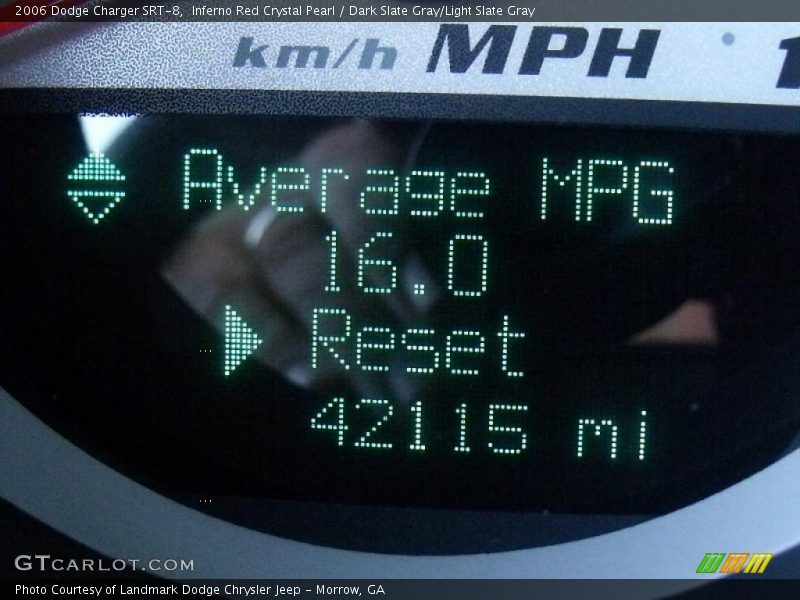 2006 Dodge Charger SRT-8,  Inferno Red Crystal Pearl / Dark Slate Gray/Light Slate Gray
km/h MPH 1
Average MPG
16.0
Reset
42115 mi
GTCARLOT.COM
Photo Courtesy of Landmark Dodge Chrysler Jeep - Morrow, GA